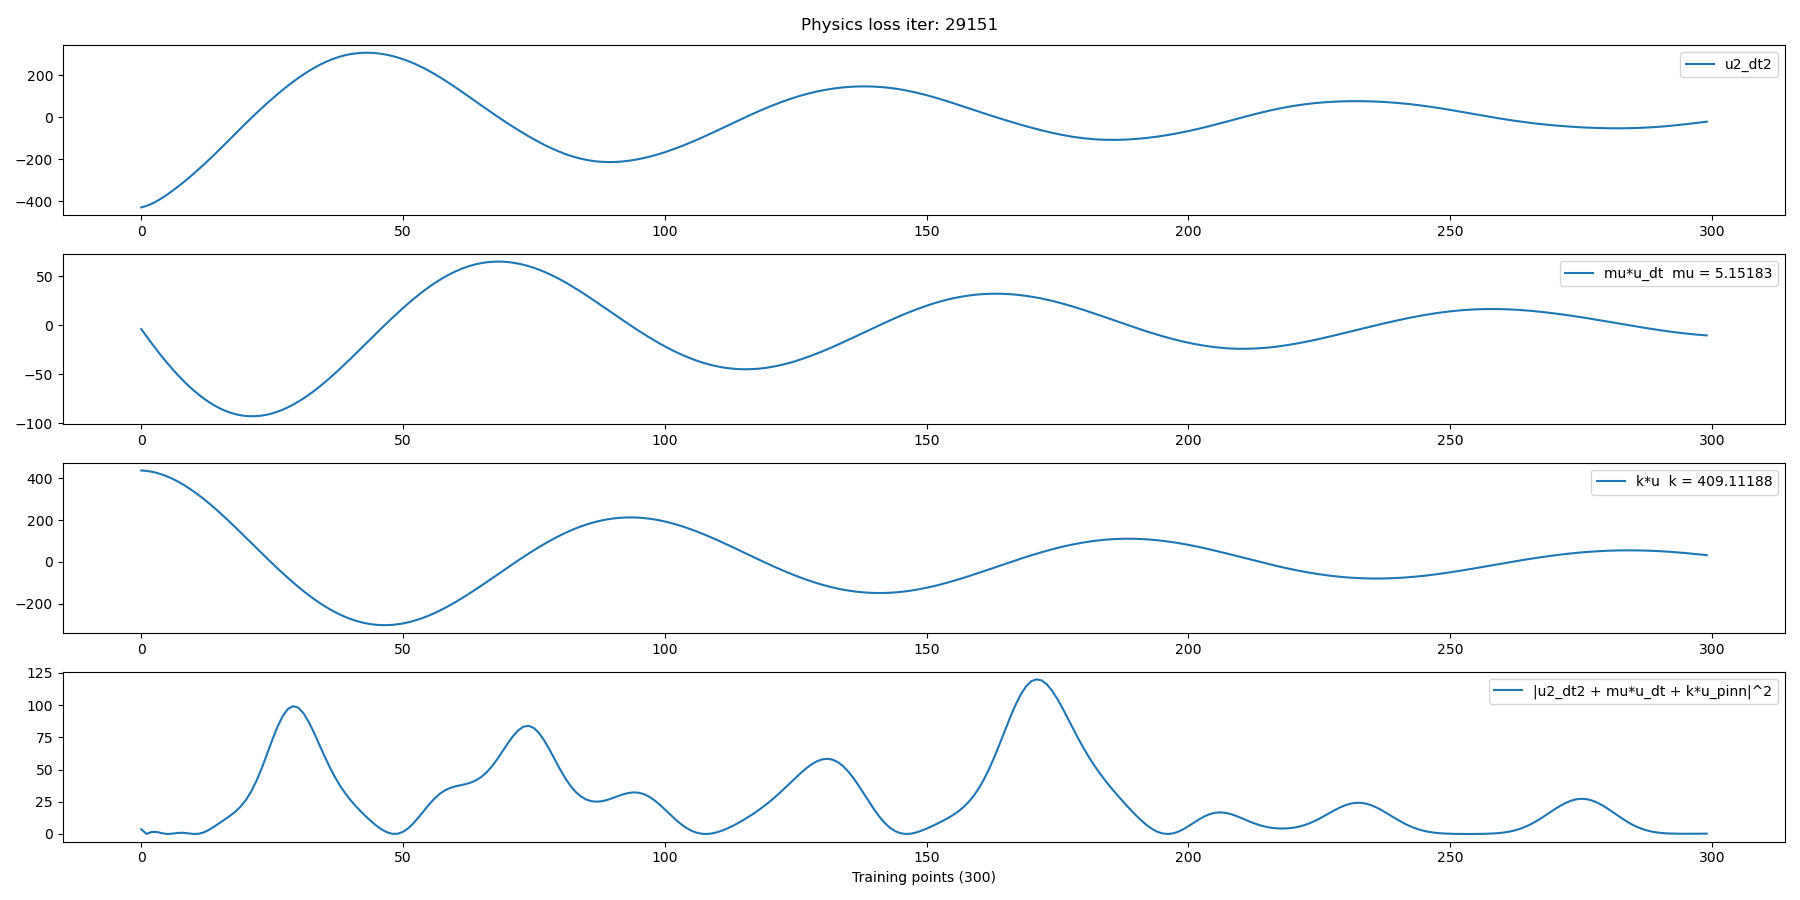 Physics loss iter: 29151
u2_dt2
200
0
−200
−400
0 50 100 150 200 250 300
mu*u_dt mu = 5.15183
50
0
−50
−100
0 50 100 150 200 250 300
k*u k = 409.11188
400
200
0
−200
0 50 100 150 200 250 300
|u2_dt2 + mu*u_dt + k*u_pinn|^2
125
100
75
50
25
0
0 50 100 150 200 250 300
Training points (300)